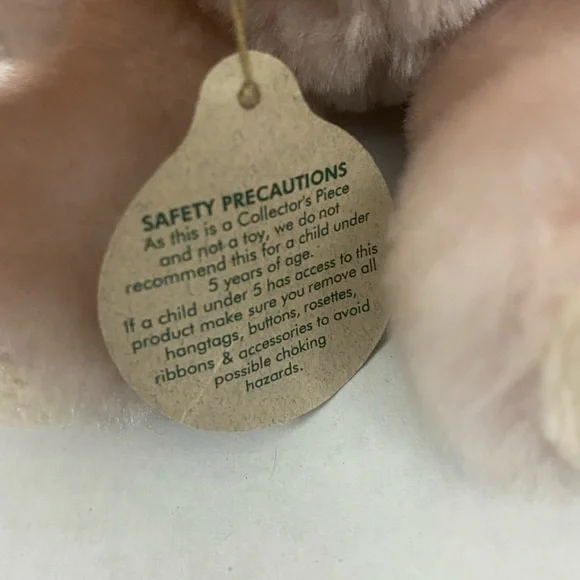 SAFETY PRECAUTIONS
As this is a Collector's Piece
and not a toy, we do not
recommend this for a child under
5 years of age.
If a child under 5 has access to this
product make sure you remove all
hangtags, buttons, rosettes,
ribbons & accessories to avoid
possible choking
hazards.